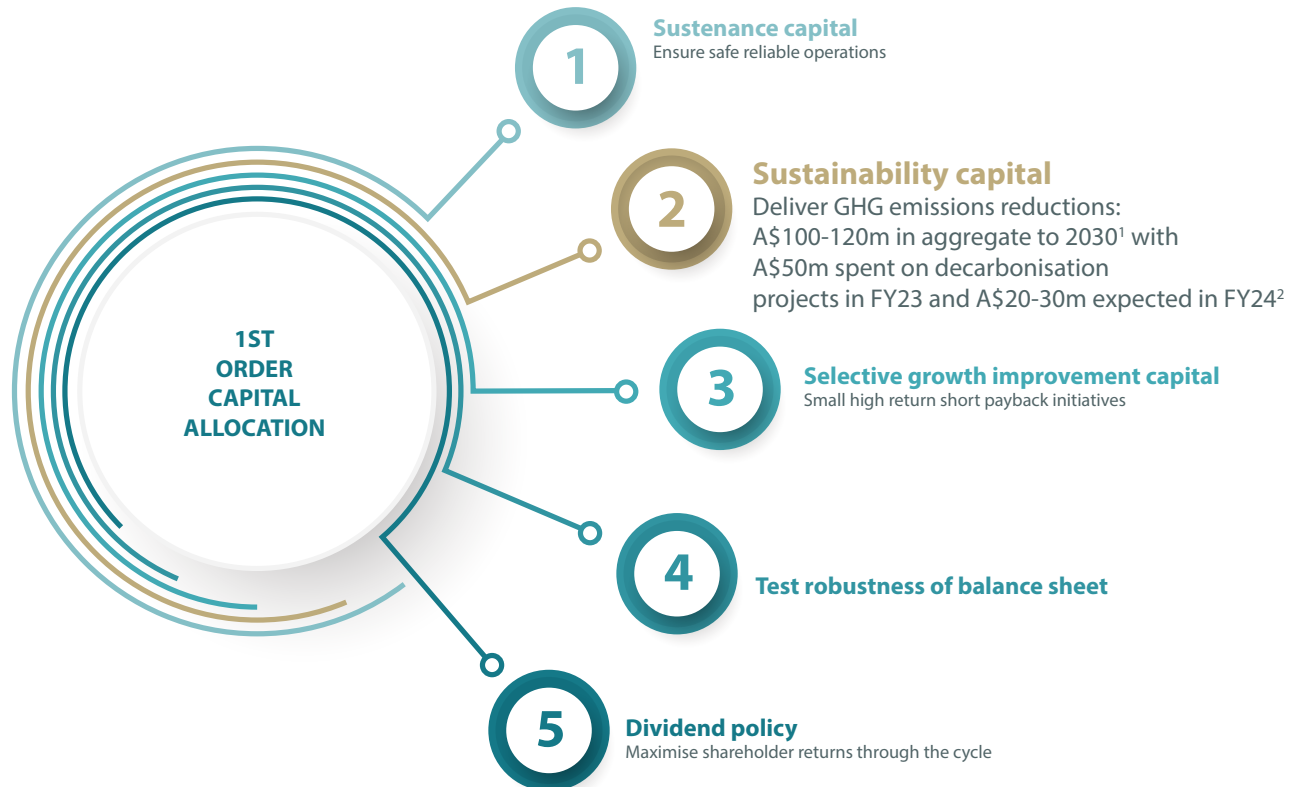 1
Sustenance capital
Ensure safe reliable operations
2
Sustainability capital
Deliver GHG emissions reductions:
A$100-120m in aggregate to 2030¹ with
A$50m spent on decarbonisation
projects in FY23 and A$20-30m expected in FY24²
1ST
ORDER
CAPITAL
ALLOCATION
3
Selective growth improvement capital
Small high return short payback initiatives
4
Test robustness of balance sheet
5
Dividend policy
Maximise shareholder returns through the cycle